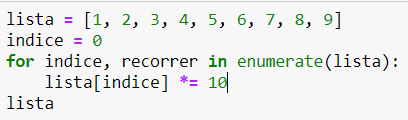 lista = [1, 2, 3, 4, 5, 6, 7, 8, 9]
indice = 0
for indice, recorrer in enumerate(lista):
    lista[indice] *= 10
lista